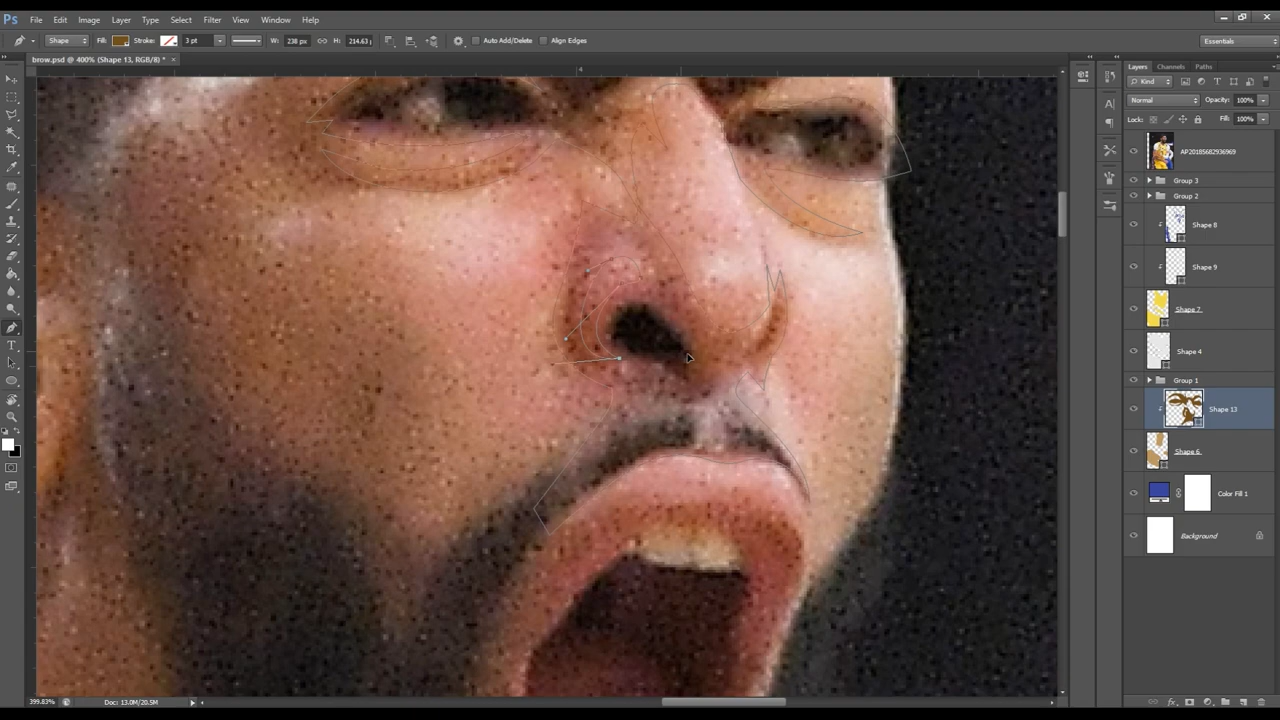 Ps File Edit Image Layer Type Select Filter View Window Help
Shape Fill: Stroke: 3 pt W: 238 px H: 214.63 Auto Add/Delete Align Edges Essentials
brow.psd @ 400% (Shape 13, RGB/8) * ×
4
Layers Channels Paths
Kind
Normal Opacity: 100%
Lock: Fill: 100%
AP20185682936969
Group 3
Group 2
Shape 8
Shape 9
Shape 7
Shape 4
Group 1
Shape 13
Shape 6
Color Fill 1
Background
399.83% Doc: 13.0M/20.5M